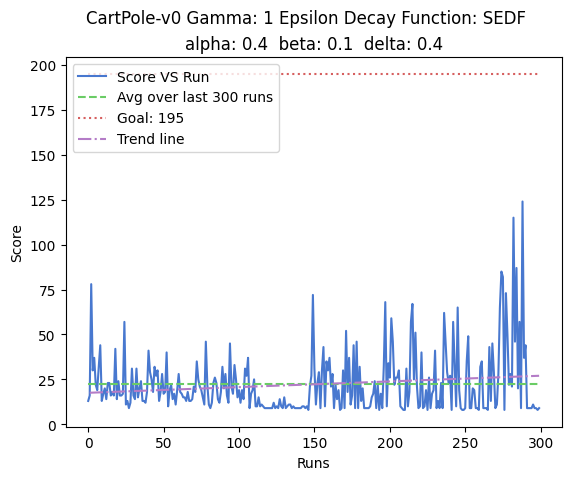 CartPole-v0 Gamma: 1 Epsilon Decay Function: SEDF
alpha: 0.4 beta: 0.1 delta: 0.4
Score VS Run
Avg over last 300 runs
Goal: 195
Trend line
200
175
150
125
100
75
50
25
0
Score
0 50 100 150 200 250 300
Runs